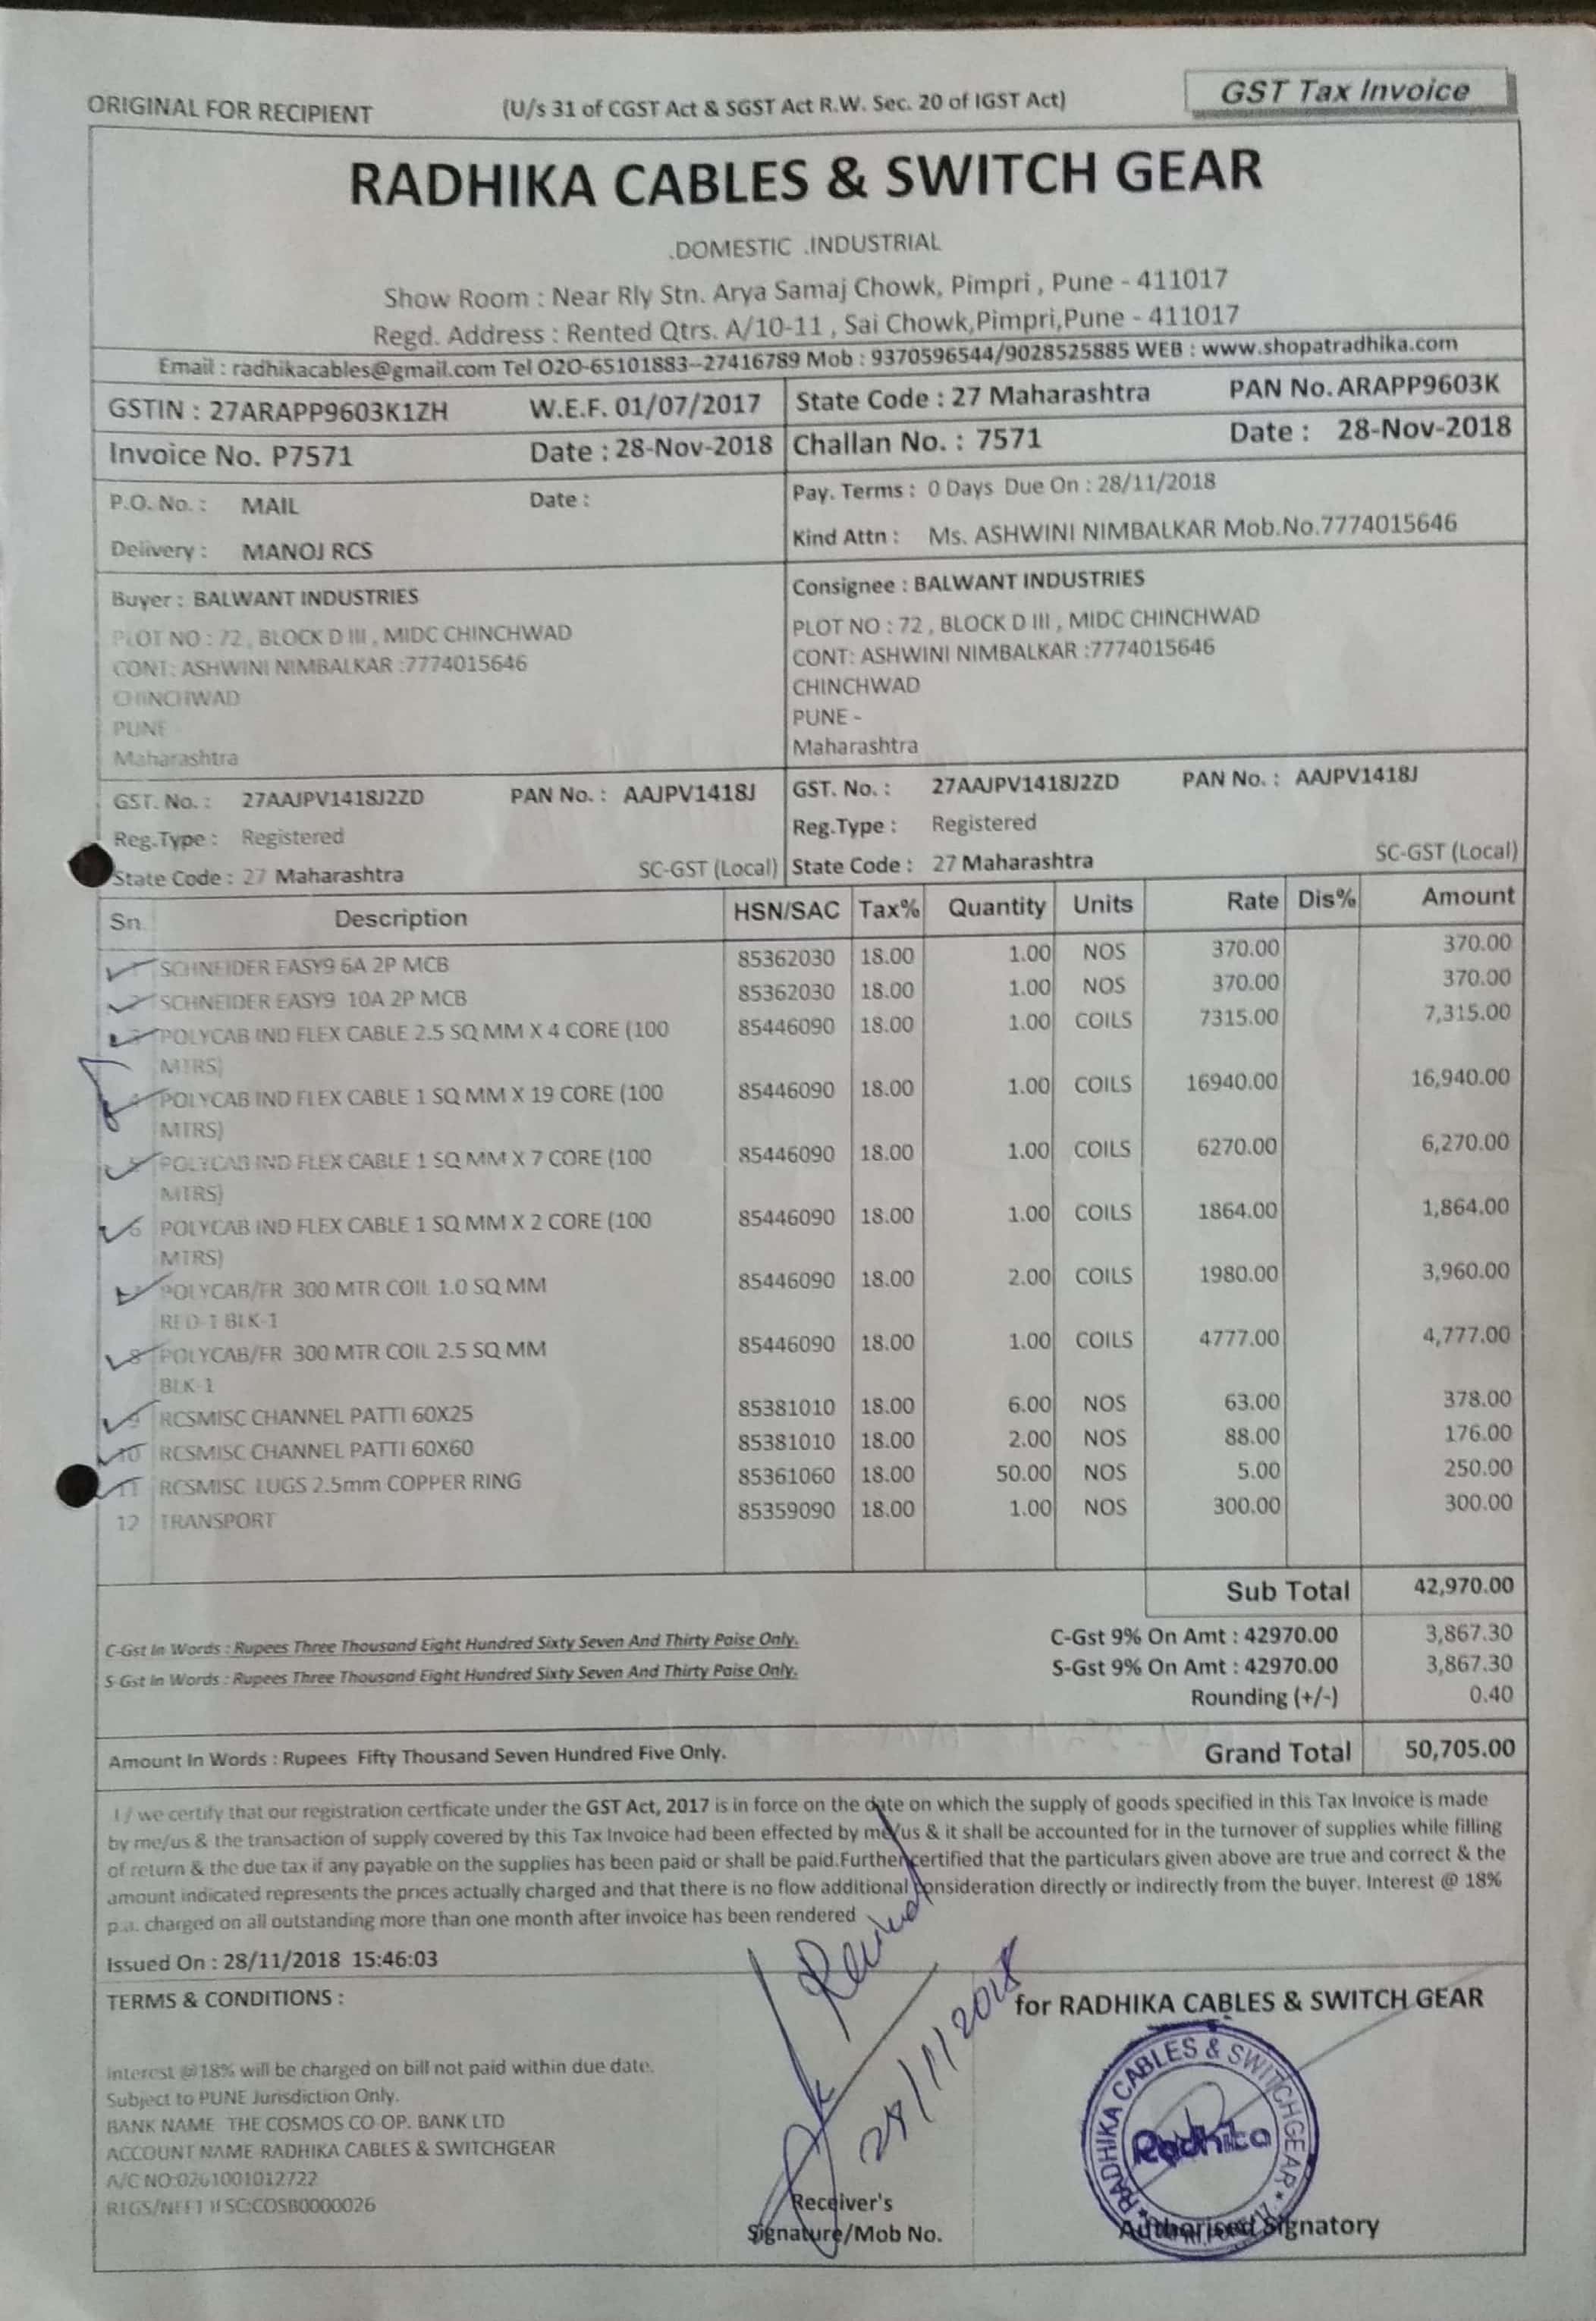 ORIGINAL FOR RECIPIENT (U/s 31 of CGST Act & SGST Act R.W. Sec. 20 of IGST Act) GST Tax Invoice
RADHIKA CABLES & SWITCH GEAR
.DOMESTIC .INDUSTRIAL
Show Room : Near Rly Stn. Arya Samaj Chowk, Pimpri , Pune - 411017
Regd. Address : Rented Qtrs. A/10-11 , Sai Chowk,Pimpri,Pune - 411017
Email : radhikacables@gmail.com Tel O2O-65101883--27416789 Mob : 9370596544/9028525885 WEB : www.shopatradhika.com
GSTIN : 27ARAPP9603K1ZH W.E.F. 01/07/2017 State Code : 27 Maharashtra PAN No. ARAPP9603K
Invoice No. P7571 Date : 28-Nov-2018 Challan No. : 7571 Date : 28-Nov-2018
P.O. No. : MAIL Date : Pay. Terms : 0 Days Due On : 28/11/2018
Delivery : MANOJ RCS Kind Attn : Ms. ASHWINI NIMBALKAR Mob.No.7774015646
Buyer : BALWANT INDUSTRIES Consignee : BALWANT INDUSTRIES
PLOT NO : 72 , BLOCK D III , MIDC CHINCHWAD PLOT NO : 72 , BLOCK D III , MIDC CHINCHWAD
CONT: ASHWINI NIMBALKAR :7774015646 CONT: ASHWINI NIMBALKAR :7774015646
CHINCHWAD CHINCHWAD
PUNE - PUNE -
Maharashtra Maharashtra
GST. No. : 27AAJPV1418J2ZD PAN No. : AAJPV1418J GST. No. : 27AAJPV1418J2ZD PAN No. : AAJPV1418J
Reg.Type : Registered Reg.Type : Registered
State Code : 27 Maharashtra SC-GST (Local) State Code : 27 Maharashtra SC-GST (Local)
Sn. Description HSN/SAC Tax% Quantity Units Rate Dis% Amount
1 SCHNEIDER EASY9 6A 2P MCB 85362030 18.00 1.00 NOS 370.00 370.00
2 SCHNEIDER EASY9 10A 2P MCB 85362030 18.00 1.00 NOS 370.00 370.00
3 POLYCAB IND FLEX CABLE 2.5 SQ MM X 4 CORE (100 85446090 18.00 1.00 COILS 7315.00 7,315.00
MTRS)
4 POLYCAB IND FLEX CABLE 1 SQ MM X 19 CORE (100 85446090 18.00 1.00 COILS 16940.00 16,940.00
MTRS)
5 POLYCAB IND FLEX CABLE 1 SQ MM X 7 CORE (100 85446090 18.00 1.00 COILS 6270.00 6,270.00
MTRS)
6 POLYCAB IND FLEX CABLE 1 SQ MM X 2 CORE (100 85446090 18.00 1.00 COILS 1864.00 1,864.00
MTRS)
7 POLYCAB/FR 300 MTR COIL 1.0 SQ MM 85446090 18.00 2.00 COILS 1980.00 3,960.00
RED-1 BLK-1
8 POLYCAB/FR 300 MTR COIL 2.5 SQ MM 85446090 18.00 1.00 COILS 4777.00 4,777.00
BLK-1
9 RCSMISC CHANNEL PATTI 60X25 85381010 18.00 6.00 NOS 63.00 378.00
10 RCSMISC CHANNEL PATTI 60X60 85381010 18.00 2.00 NOS 88.00 176.00
11 RCSMISC LUGS 2.5mm COPPER RING 85361060 18.00 50.00 NOS 5.00 250.00
12 TRANSPORT 85359090 18.00 1.00 NOS 300.00 300.00
Sub Total 42,970.00
C-Gst In Words : Rupees Three Thousand Eight Hundred Sixty Seven And Thirty Paise Only. C-Gst 9% On Amt : 42970.00 3,867.30
S-Gst In Words : Rupees Three Thousand Eight Hundred Sixty Seven And Thirty Paise Only. S-Gst 9% On Amt : 42970.00 3,867.30
Rounding (+/-) 0.40
Amount In Words : Rupees Fifty Thousand Seven Hundred Five Only. Grand Total 50,705.00
I / we certify that our registration certficate under the GST Act, 2017 is in force on the date on which the supply of goods specified in this Tax Invoice is made
by me/us & the transaction of supply covered by this Tax Invoice had been effected by me/us & it shall be accounted for in the turnover of supplies while filling
of return & the due tax if any payable on the supplies has been paid or shall be paid.Further certified that the particulars given above are true and correct & the
amount indicated represents the prices actually charged and that there is no flow additional consideration directly or indirectly from the buyer. Interest @ 18%
p.a. charged on all outstanding more than one month after invoice has been rendered
Issued On : 28/11/2018 15:46:03
TERMS & CONDITIONS : for RADHIKA CABLES & SWITCH GEAR
28/11/2018
Interest @18% will be charged on bill not paid within due date.
Subject to PUNE Jurisdiction Only.
BANK NAME THE COSMOS CO OP. BANK LTD
ACCOUNT NAME-RADHIKA CABLES & SWITCHGEAR
A/C NO:0261001012722
RTGS/NEFT IFSC:COSB0000026
RADHIKA CABLES & SWITCHGEAR
Radhika
Receiver's
Signature/Mob No. Authorised Signatory